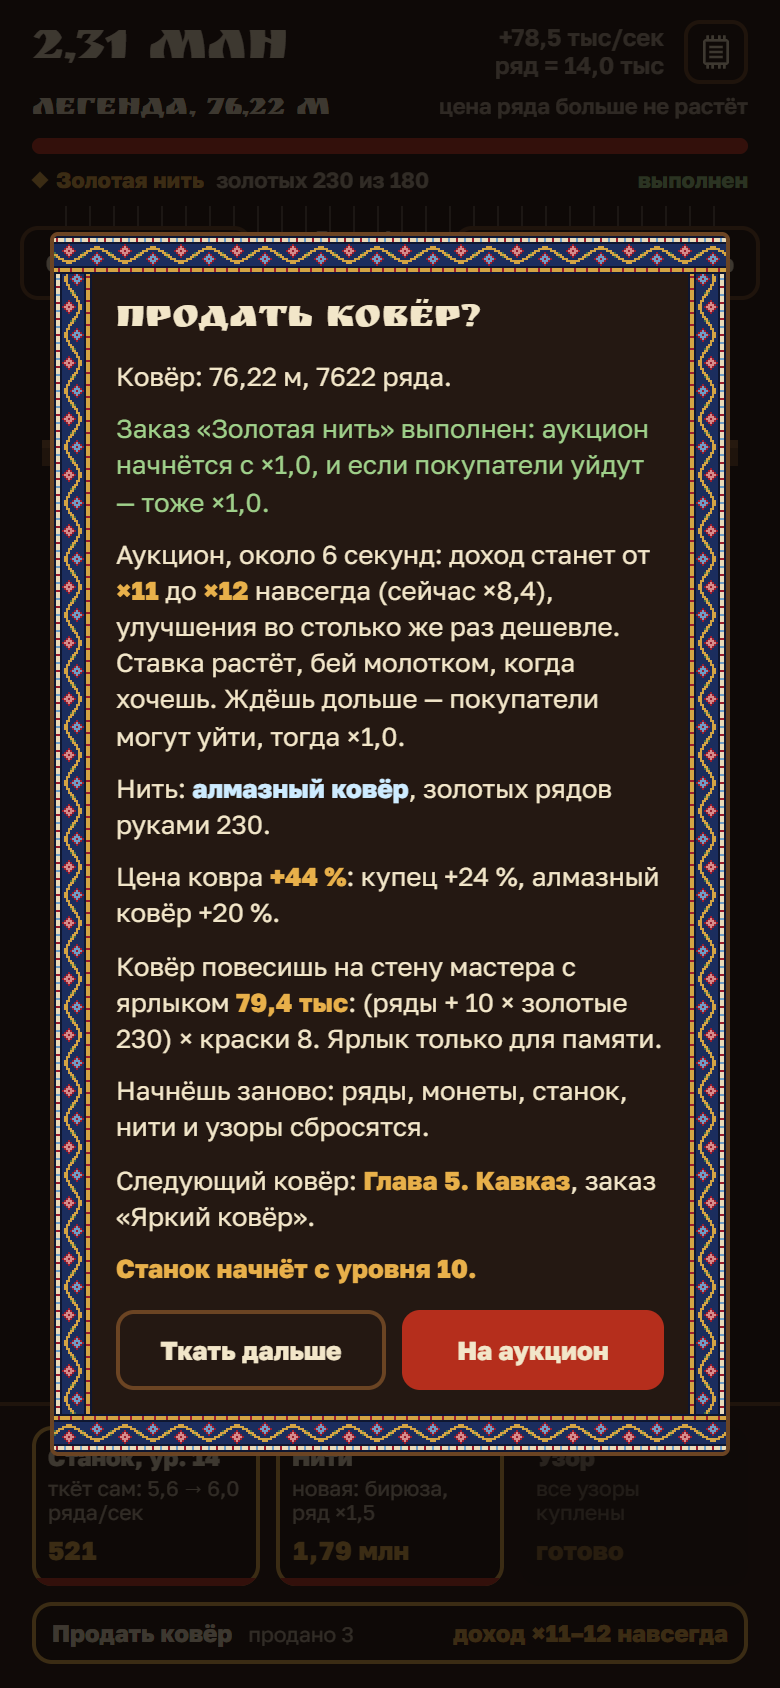 2,31 МЛН
+78,5 тыс/сек
ряд = 14,0 тыс
ЛЕГЕНДА, 76,22 М
цена ряда больше не растёт
Золотая нить золотых 230 из 180
выполнен
ПРОДАТЬ КОВЁР?
Ковёр: 76,22 м, 7622 ряда.
Заказ «Золотая нить» выполнен: аукцион
начнётся с ×1,0, и если покупатели уйдут
— тоже ×1,0.
Аукцион, около 6 секунд: доход станет от
×11 до ×12 навсегда (сейчас ×8,4),
улучшения во столько же раз дешевле.
Ставка растёт, бей молотком, когда
хочешь. Ждёшь дольше — покупатели
могут уйти, тогда ×1,0.
Нить: алмазный ковёр, золотых рядов
руками 230.
Цена ковра +44 %: купец +24 %, алмазный
ковёр +20 %.
Ковёр повесишь на стену мастера с
ярлыком 79,4 тыс: (ряды + 10 × золотые
230) × краски 8. Ярлык только для памяти.
Начнёшь заново: ряды, монеты, станок,
нити и узоры сбросятся.
Следующий ковёр: Глава 5. Кавказ, заказ
«Яркий ковёр».
Станок начнёт с уровня 10.
Ткать дальше
На аукцион
Станок, ур. 14
ткёт сам: 5,6 → 6,0
ряда/сек
521
Нити
новая: бирюза,
ряд ×1,5
1,79 млн
Узор
все узоры
куплены
готово
Продать ковёр продано 3
доход ×11–12 навсегда